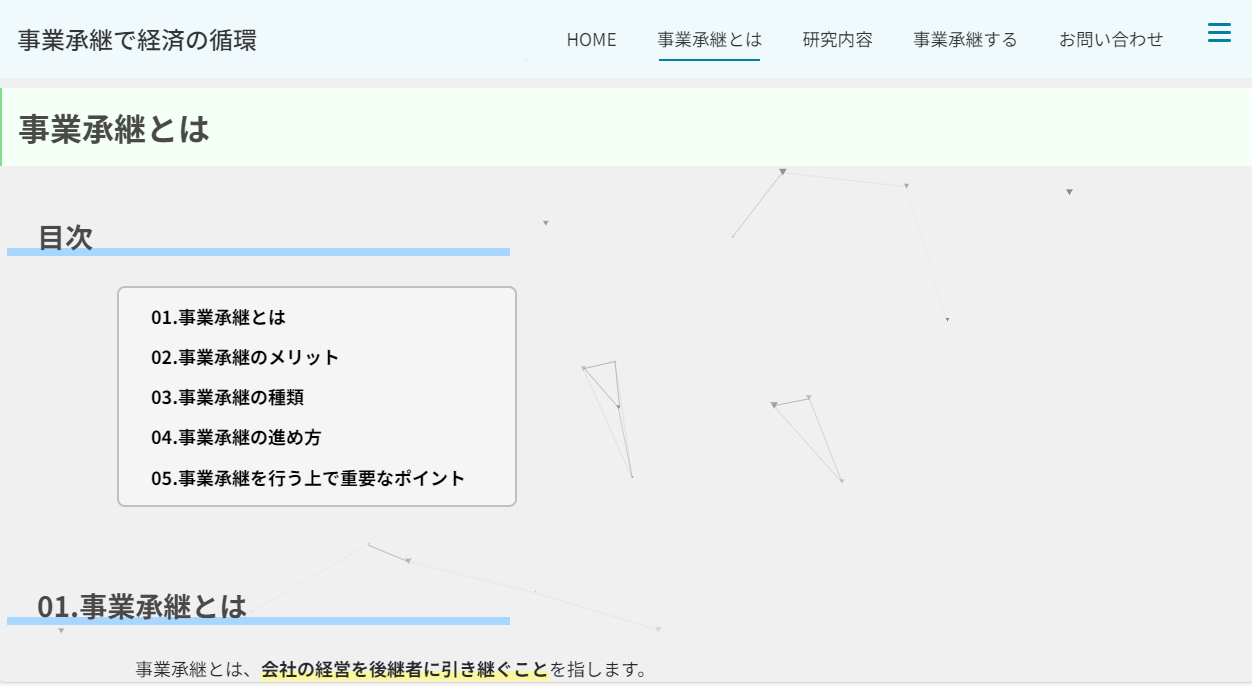 事業承継で経済の循環
HOME 事業承継とは 研究内容 事業承継する お問い合わせ
事業承継とは
目次
01.事業承継とは
02.事業承継のメリット
03.事業承継の種類
04.事業承継の進め方
05.事業承継を行う上で重要なポイント
01.事業承継とは
事業承継とは、会社の経営を後継者に引き継ぐことを指します。